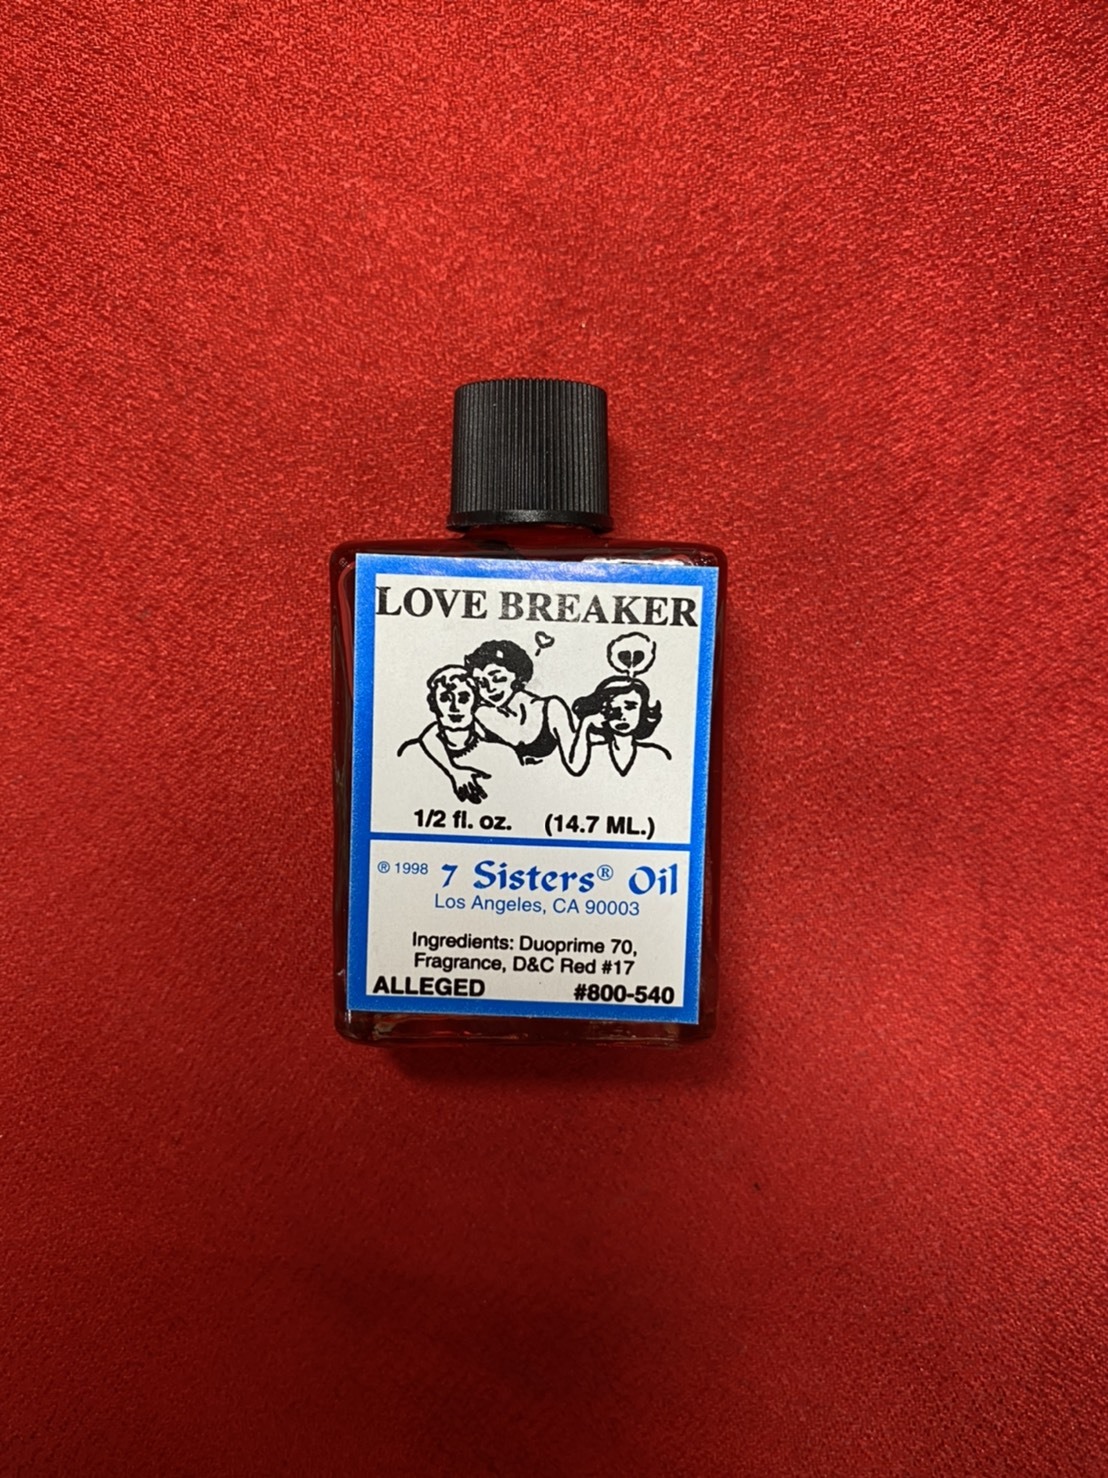 LOVE BREAKER
1/2 fl. oz. (14.7 ML.)
® 1998 7 Sisters® Oil
Los Angeles, CA 90003
Ingredients: Duoprime 70,
Fragrance, D&C Red #17
ALLEGED #800-540